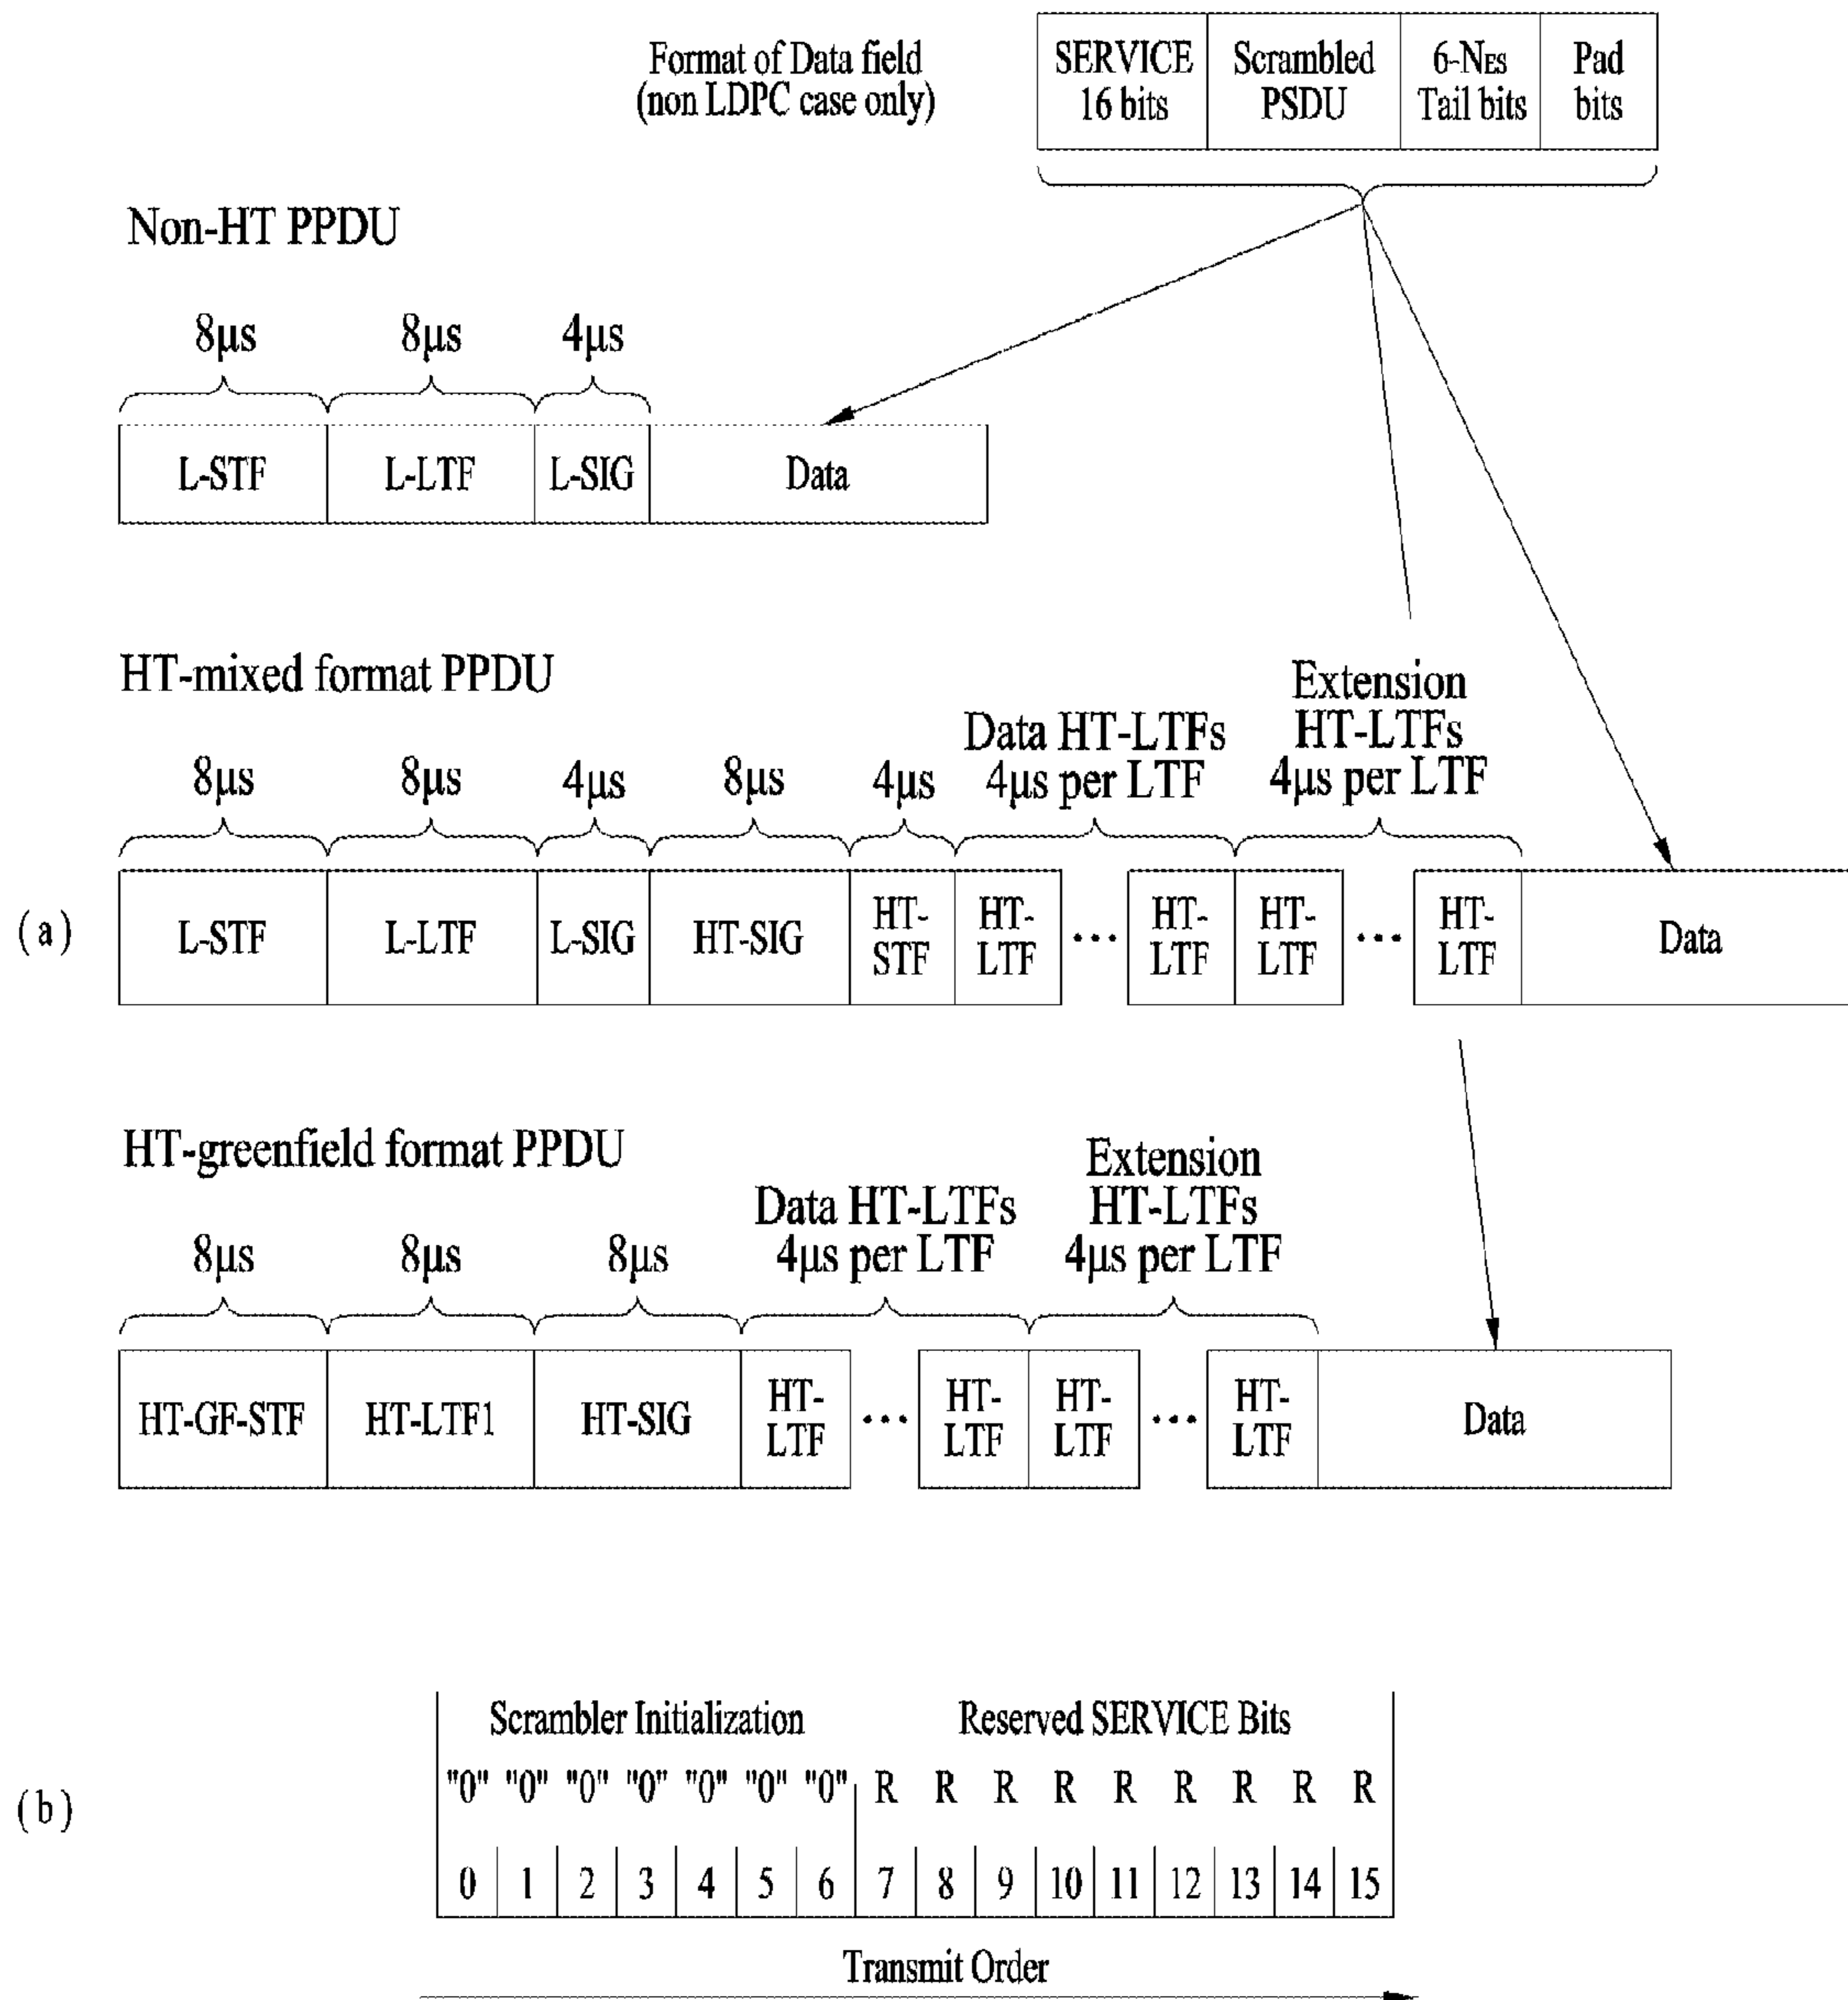 Format of Data field
(non LDPC case only)
SERVICE
16 bits
Scrambled
PSDU
6-NES
Tail bits
Pad
bits
Non-HT PPDU
8μs 8μs 4μs
L-STF L-LTF L-SIG Data
HT-mixed format PPDU
8μs 8μs 4μs 8μs 4μs
Data HT-LTFs
4μs per LTF
Extension
HT-LTFs
4μs per LTF
(a)
L-STF L-LTF L-SIG HT-SIG
HT-
STF
HT-
LTF
...
HT-
LTF
HT-
LTF
...
HT-
LTF
Data
HT-greenfield format PPDU
8μs 8μs 8μs
Data HT-LTFs
4μs per LTF
Extension
HT-LTFs
4μs per LTF
HT-GF-STF HT-LTF1 HT-SIG
HT-
LTF
...
HT-
LTF
HT-
LTF
...
HT-
LTF
Data
(b)
Scrambler Initialization Reserved SERVICE Bits
"0" "0" "0" "0" "0" "0" "0" R R R R R R R R R
0 1 2 3 4 5 6 7 8 9 10 11 12 13 14 15
Transmit Order